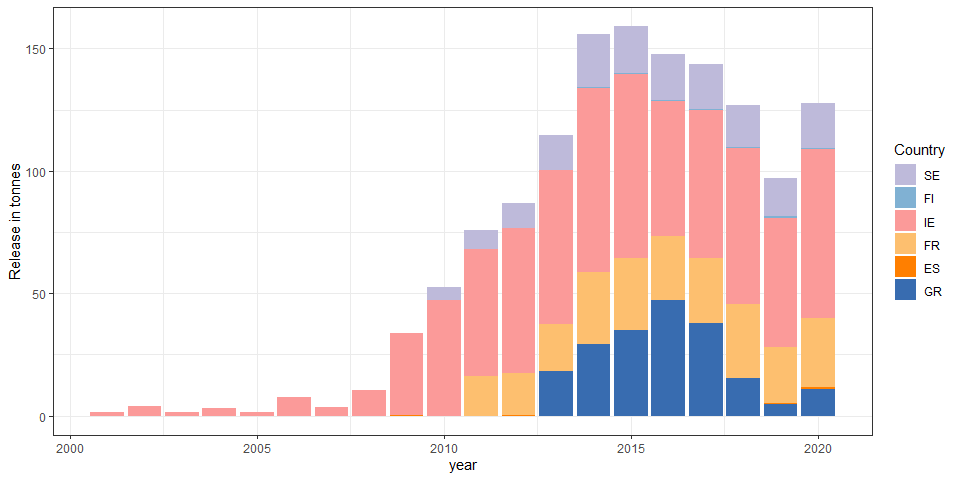 Release in tonnes
150
100
50
0
2000
2005
2010
2015
2020
year
Country
SE
FI
IE
FR
ES
GR